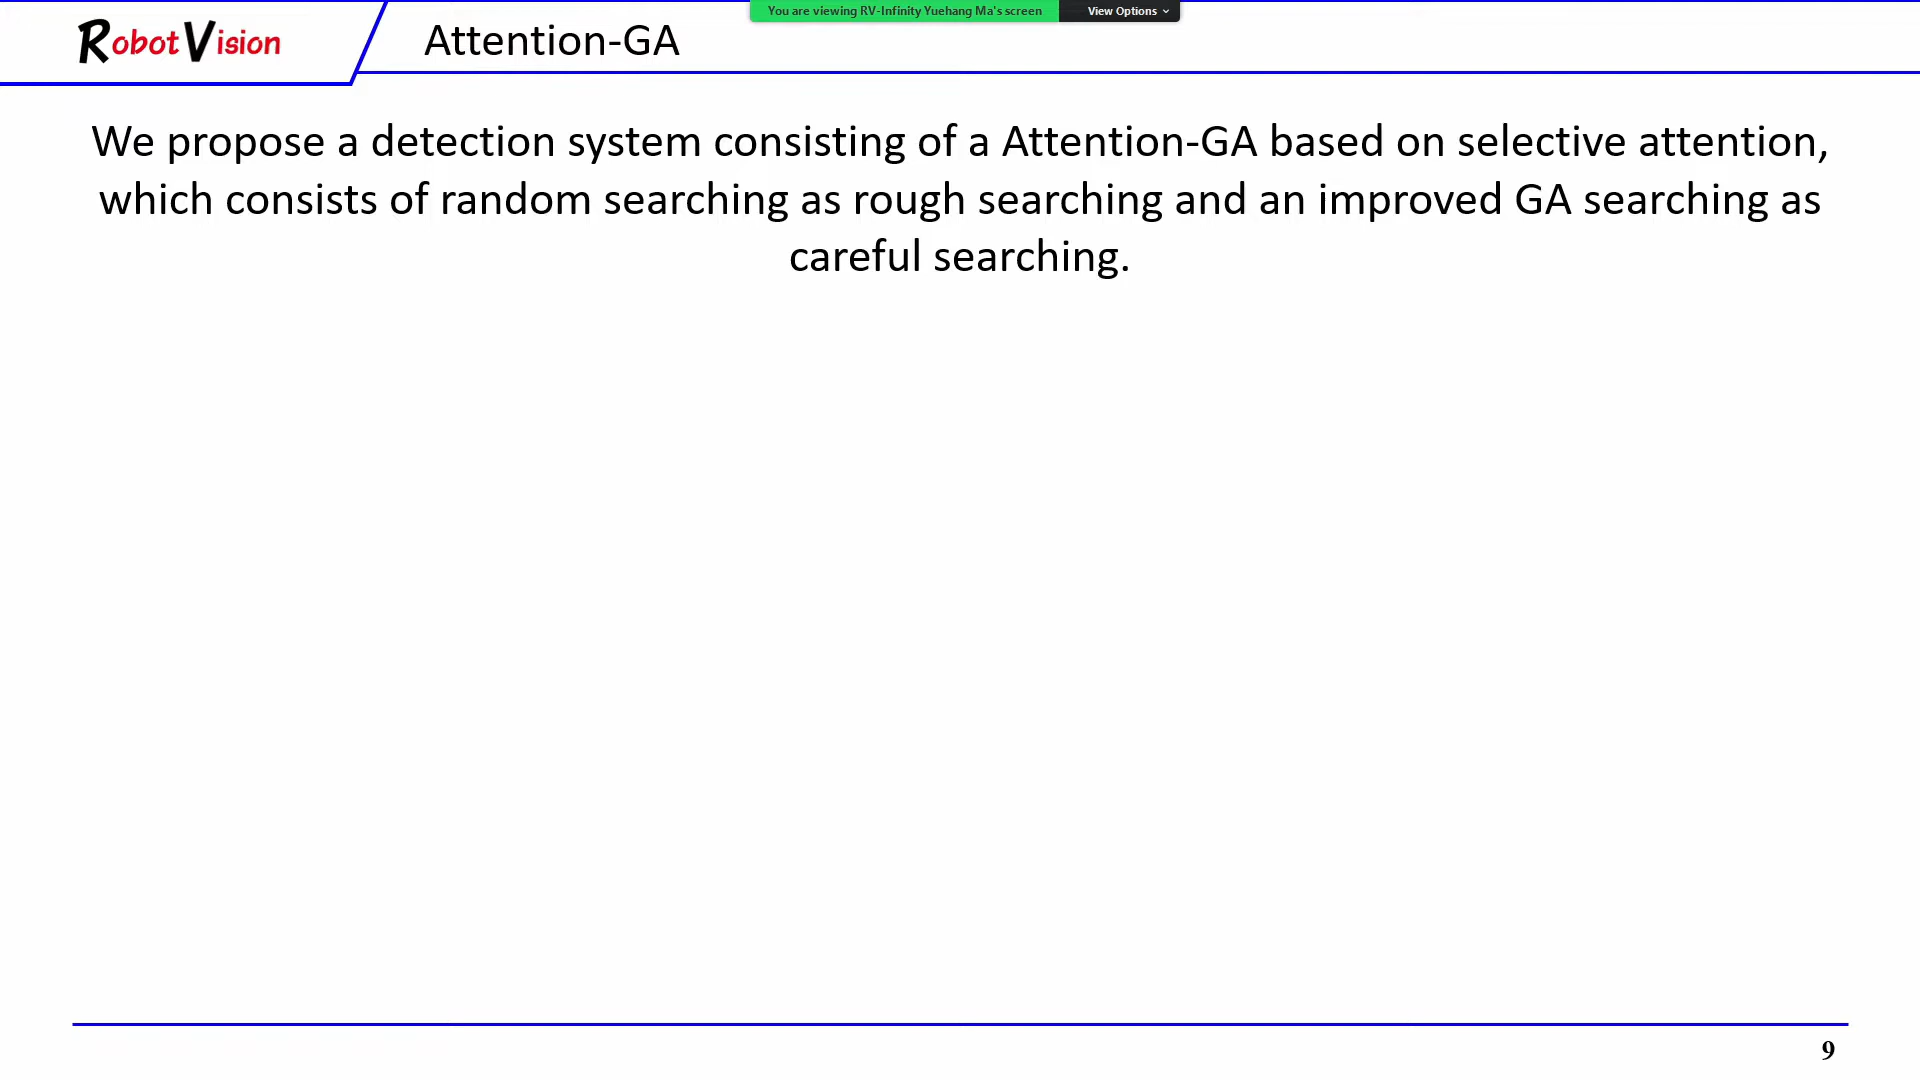 You are viewing RV-Infinity Yuehang Ma's screen View Options
RobotVision
Attention-GA
We propose a detection system consisting of a Attention-GA based on selective attention,
which consists of random searching as rough searching and an improved GA searching as
careful searching.
9